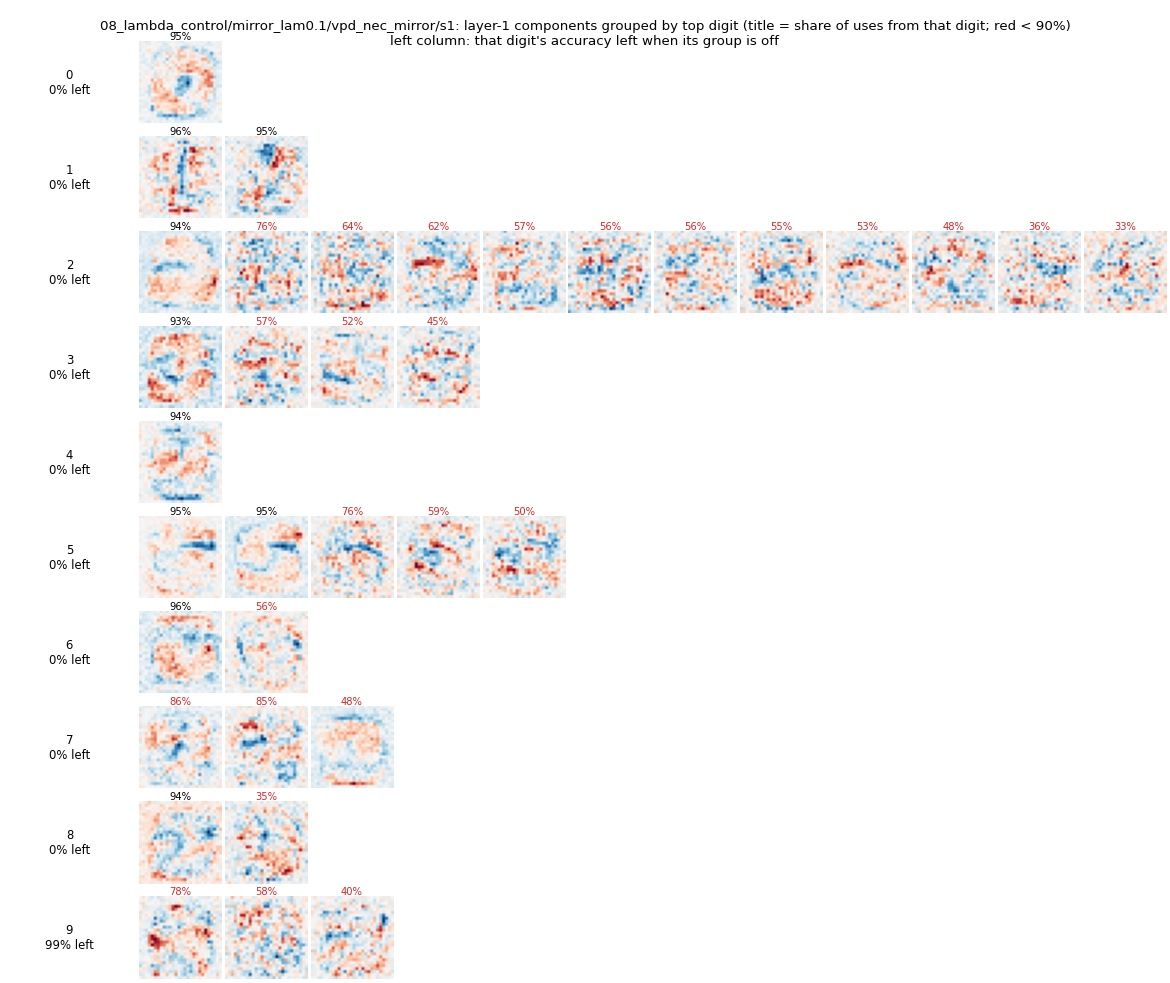 08_lambda_control/mirror_lam0.1/vpd_nec_mirror/s1: layer-1 components grouped by top digit (title = share of uses from that digit; red < 90%)
left column: that digit's accuracy left when its group is off
95%
0
0% left
96% 95%
1
0% left
94% 76% 64% 62% 57% 56% 56% 55% 53% 48% 36% 33%
2
0% left
93% 57% 52% 45%
3
0% left
94%
4
0% left
95% 95% 76% 59% 50%
5
0% left
96% 56%
6
0% left
86% 85% 48%
7
0% left
94% 35%
8
0% left
78% 58% 40%
9
99% left